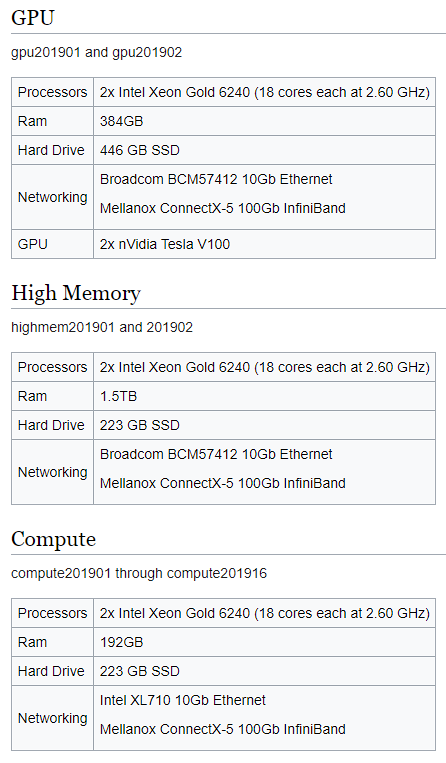 GPU
gpu201901 and gpu201902
Processors 2x Intel Xeon Gold 6240 (18 cores each at 2.60 GHz)
Ram 384GB
Hard Drive 446 GB SSD
Networking
Broadcom BCM57412 10Gb Ethernet
Mellanox ConnectX-5 100Gb InfiniBand
GPU 2x nVidia Tesla V100
High Memory
highmem201901 and 201902
Processors 2x Intel Xeon Gold 6240 (18 cores each at 2.60 GHz)
Ram 1.5TB
Hard Drive 223 GB SSD
Networking
Broadcom BCM57412 10Gb Ethernet
Mellanox ConnectX-5 100Gb InfiniBand
Compute
compute201901 through compute201916
Processors 2x Intel Xeon Gold 6240 (18 cores each at 2.60 GHz)
Ram 192GB
Hard Drive 223 GB SSD
Networking
Intel XL710 10Gb Ethernet
Mellanox ConnectX-5 100Gb InfiniBand